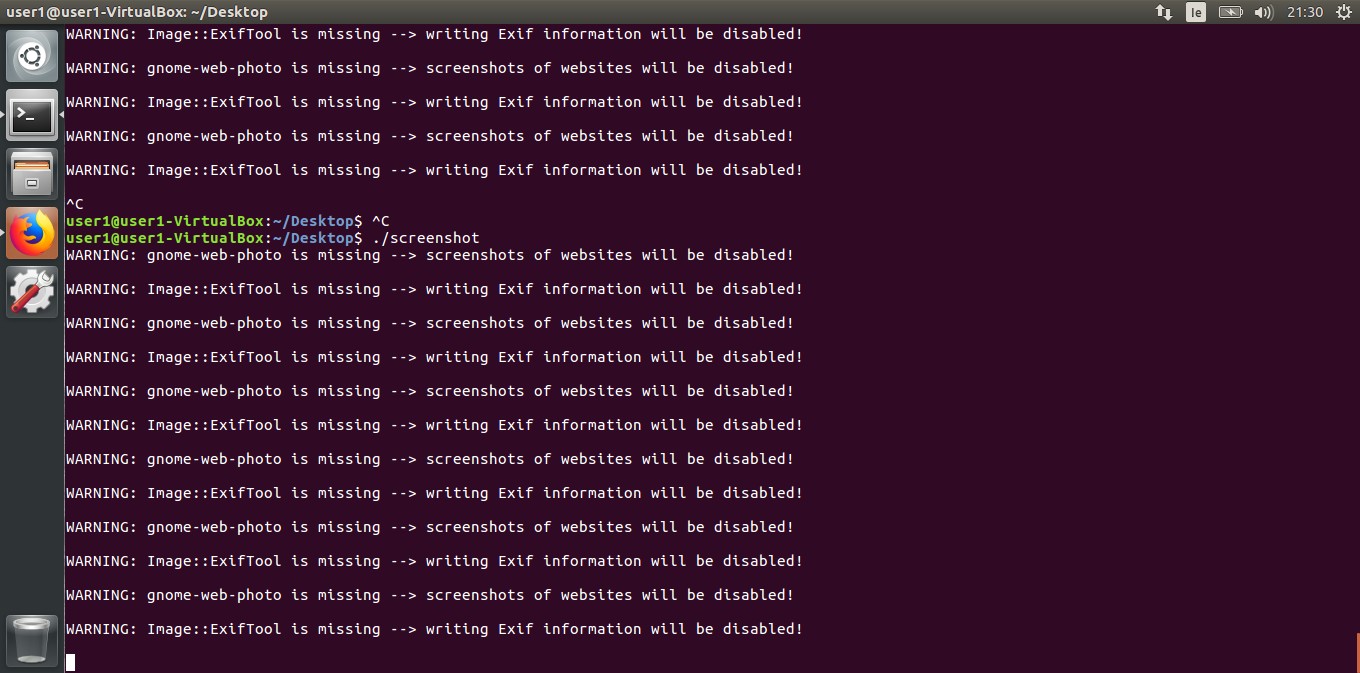 user1@user1-VirtualBox: ~/Desktop
Ie
21:30
WARNING: Image::ExifTool is missing --> writing Exif information will be disabled!
WARNING: gnome-web-photo is missing --> screenshots of websites will be disabled!
WARNING: Image::ExifTool is missing --> writing Exif information will be disabled!
WARNING: gnome-web-photo is missing --> screenshots of websites will be disabled!
WARNING: Image::ExifTool is missing --> writing Exif information will be disabled!
^C
user1@user1-VirtualBox:~/Desktop$ ^C
user1@user1-VirtualBox:~/Desktop$ ./screenshot
WARNING: gnome-web-photo is missing --> screenshots of websites will be disabled!
WARNING: Image::ExifTool is missing --> writing Exif information will be disabled!
WARNING: gnome-web-photo is missing --> screenshots of websites will be disabled!
WARNING: Image::ExifTool is missing --> writing Exif information will be disabled!
WARNING: gnome-web-photo is missing --> screenshots of websites will be disabled!
WARNING: Image::ExifTool is missing --> writing Exif information will be disabled!
WARNING: gnome-web-photo is missing --> screenshots of websites will be disabled!
WARNING: Image::ExifTool is missing --> writing Exif information will be disabled!
WARNING: gnome-web-photo is missing --> screenshots of websites will be disabled!
WARNING: Image::ExifTool is missing --> writing Exif information will be disabled!
WARNING: gnome-web-photo is missing --> screenshots of websites will be disabled!
WARNING: Image::ExifTool is missing --> writing Exif information will be disabled!